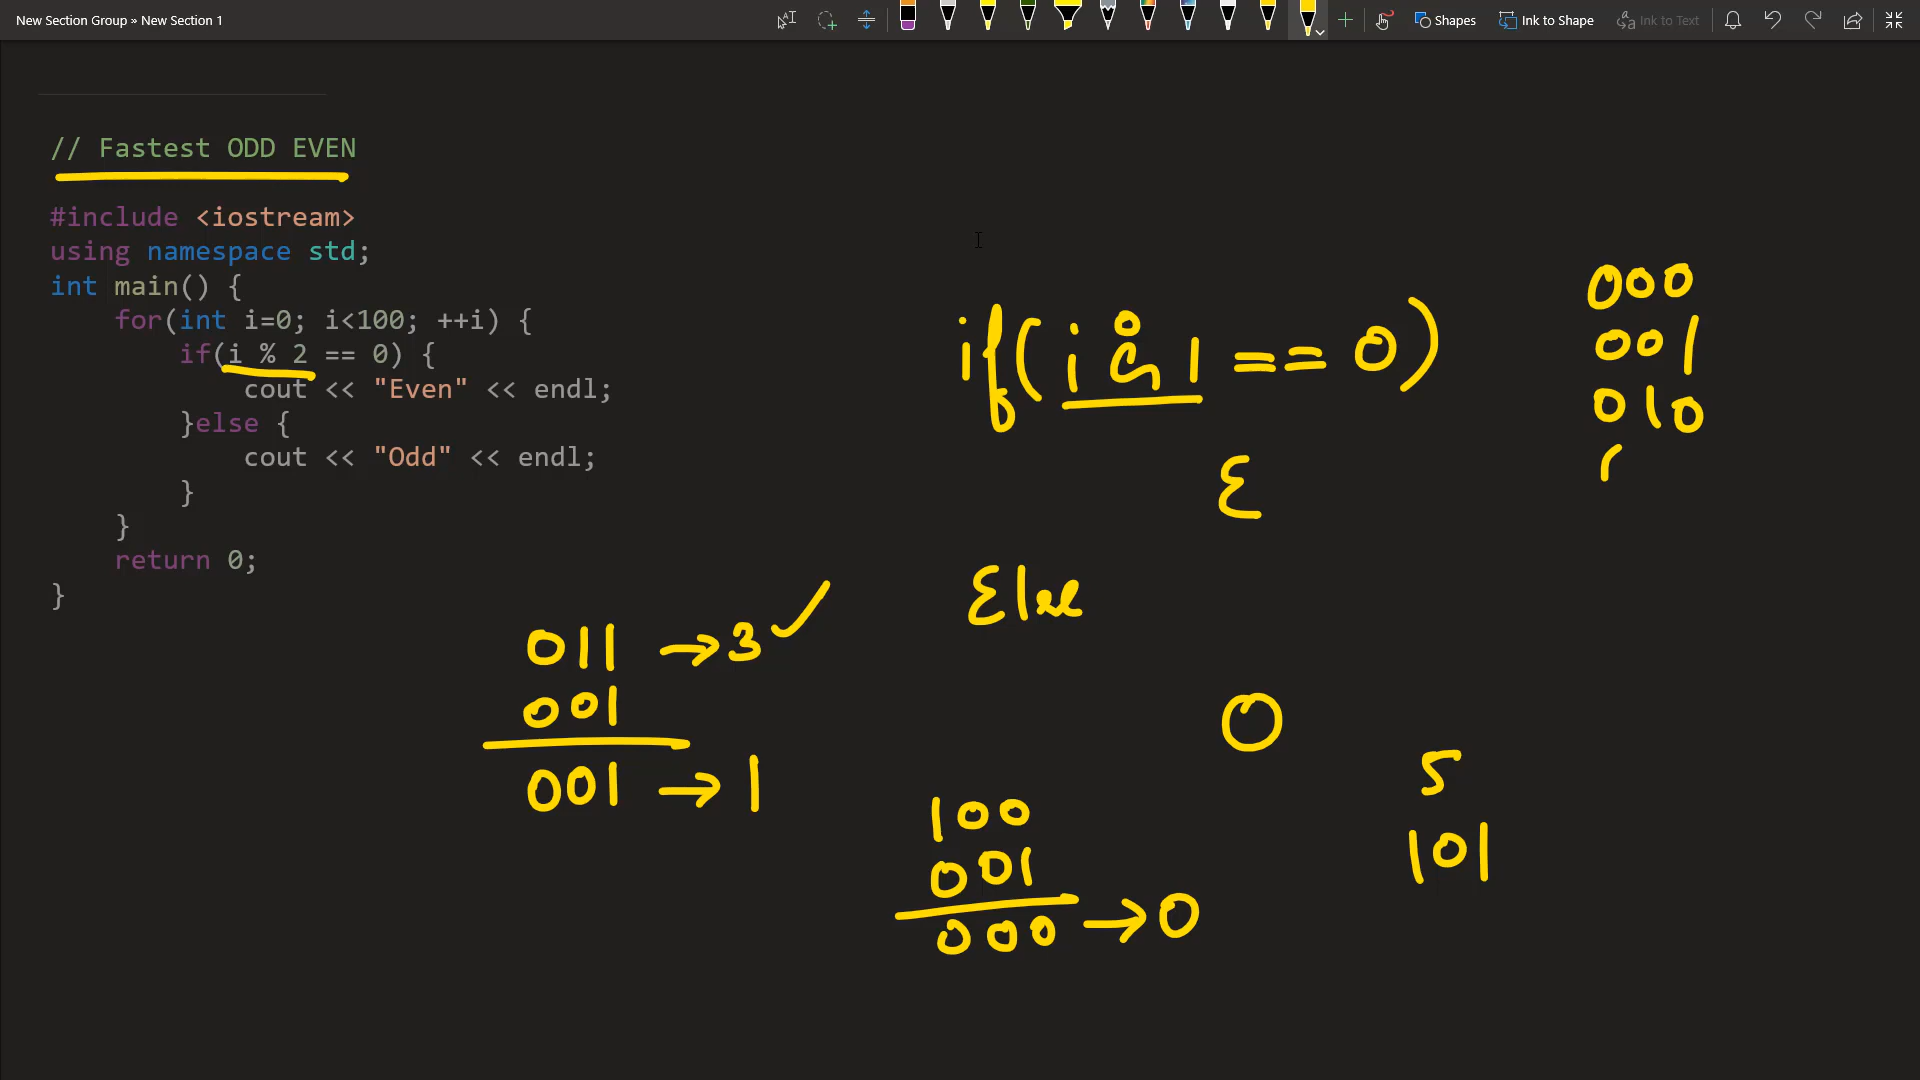 New Section Group » New Section 1
Shapes
Ink to Shape
Ink to Text
// Fastest ODD EVEN
#include <iostream>
using namespace std;
int main() {
    for(int i=0; i<100; ++i) {
        if(i % 2 == 0) {
            cout << "Even" << endl;
        }else {
            cout << "Odd" << endl;
        }
    }
    return 0;
}
if(i & 1 == 0)
E
Else
O
000
001
010
011 → 3 ✓
001
001 → 1
100
001
000 → 0
5
101